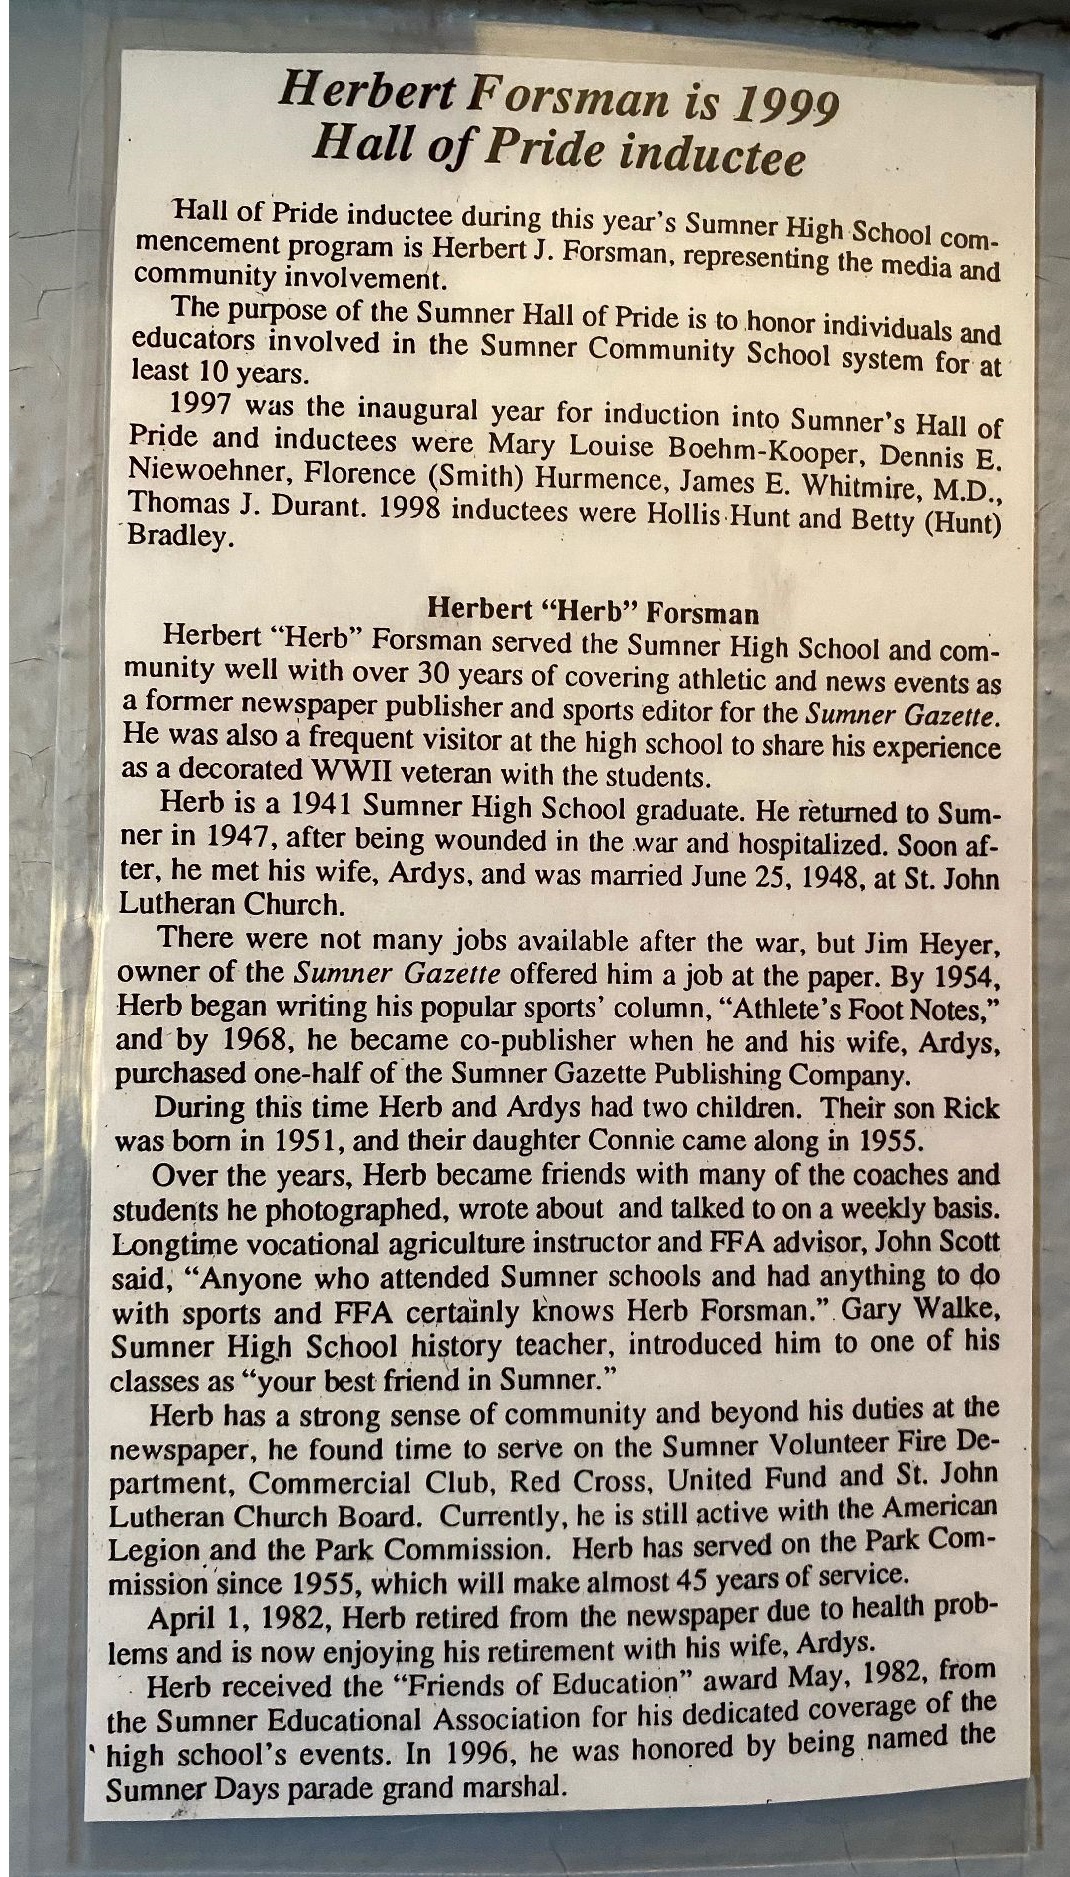 Herbert Forsman is 1999
Hall of Pride inductee
Hall of Pride inductee during this year's Sumner High School com-
mencement program is Herbert J. Forsman, representing the media and
community involvement.
The purpose of the Sumner Hall of Pride is to honor individuals and
educators involved in the Sumner Community School system for at
least 10 years.
1997 was the inaugural year for induction into Sumner's Hall of
Pride and inductees were Mary Louise Boehm-Kooper, Dennis E.
Niewoehner, Florence (Smith) Hurmence, James E. Whitmire, M.D.,
Thomas J. Durant. 1998 inductees were Hollis Hunt and Betty (Hunt)
Bradley.
Herbert “Herb” Forsman
Herbert “Herb” Forsman served the Sumner High School and com-
munity well with over 30 years of covering athletic and news events as
a former newspaper publisher and sports editor for the Sumner Gazette.
He was also a frequent visitor at the high school to share his experience
as a decorated WWII veteran with the students.
Herb is a 1941 Sumner High School graduate. He returned to Sum-
ner in 1947, after being wounded in the war and hospitalized. Soon af-
ter, he met his wife, Ardys, and was married June 25, 1948, at St. John
Lutheran Church.
There were not many jobs available after the war, but Jim Heyer,
owner of the Sumner Gazette offered him a job at the paper. By 1954,
Herb began writing his popular sports' column, “Athlete's Foot Notes,”
and by 1968, he became co-publisher when he and his wife, Ardys,
purchased one-half of the Sumner Gazette Publishing Company.
During this time Herb and Ardys had two children. Their son Rick
was born in 1951, and their daughter Connie came along in 1955.
Over the years, Herb became friends with many of the coaches and
students he photographed, wrote about and talked to on a weekly basis.
Longtime vocational agriculture instructor and FFA advisor, John Scott
said, “Anyone who attended Sumner schools and had anything to do
with sports and FFA certainly knows Herb Forsman.” Gary Walke,
Sumner High School history teacher, introduced him to one of his
classes as “your best friend in Sumner.”
Herb has a strong sense of community and beyond his duties at the
newspaper, he found time to serve on the Sumner Volunteer Fire De-
partment, Commercial Club, Red Cross, United Fund and St. John
Lutheran Church Board. Currently, he is still active with the American
Legion and the Park Commission. Herb has served on the Park Com-
mission since 1955, which will make almost 45 years of service.
April 1, 1982, Herb retired from the newspaper due to health prob-
lems and is now enjoying his retirement with his wife, Ardys.
Herb received the “Friends of Education” award May, 1982, from
the Sumner Educational Association for his dedicated coverage of the
high school's events. In 1996, he was honored by being named the
Sumner Days parade grand marshal.